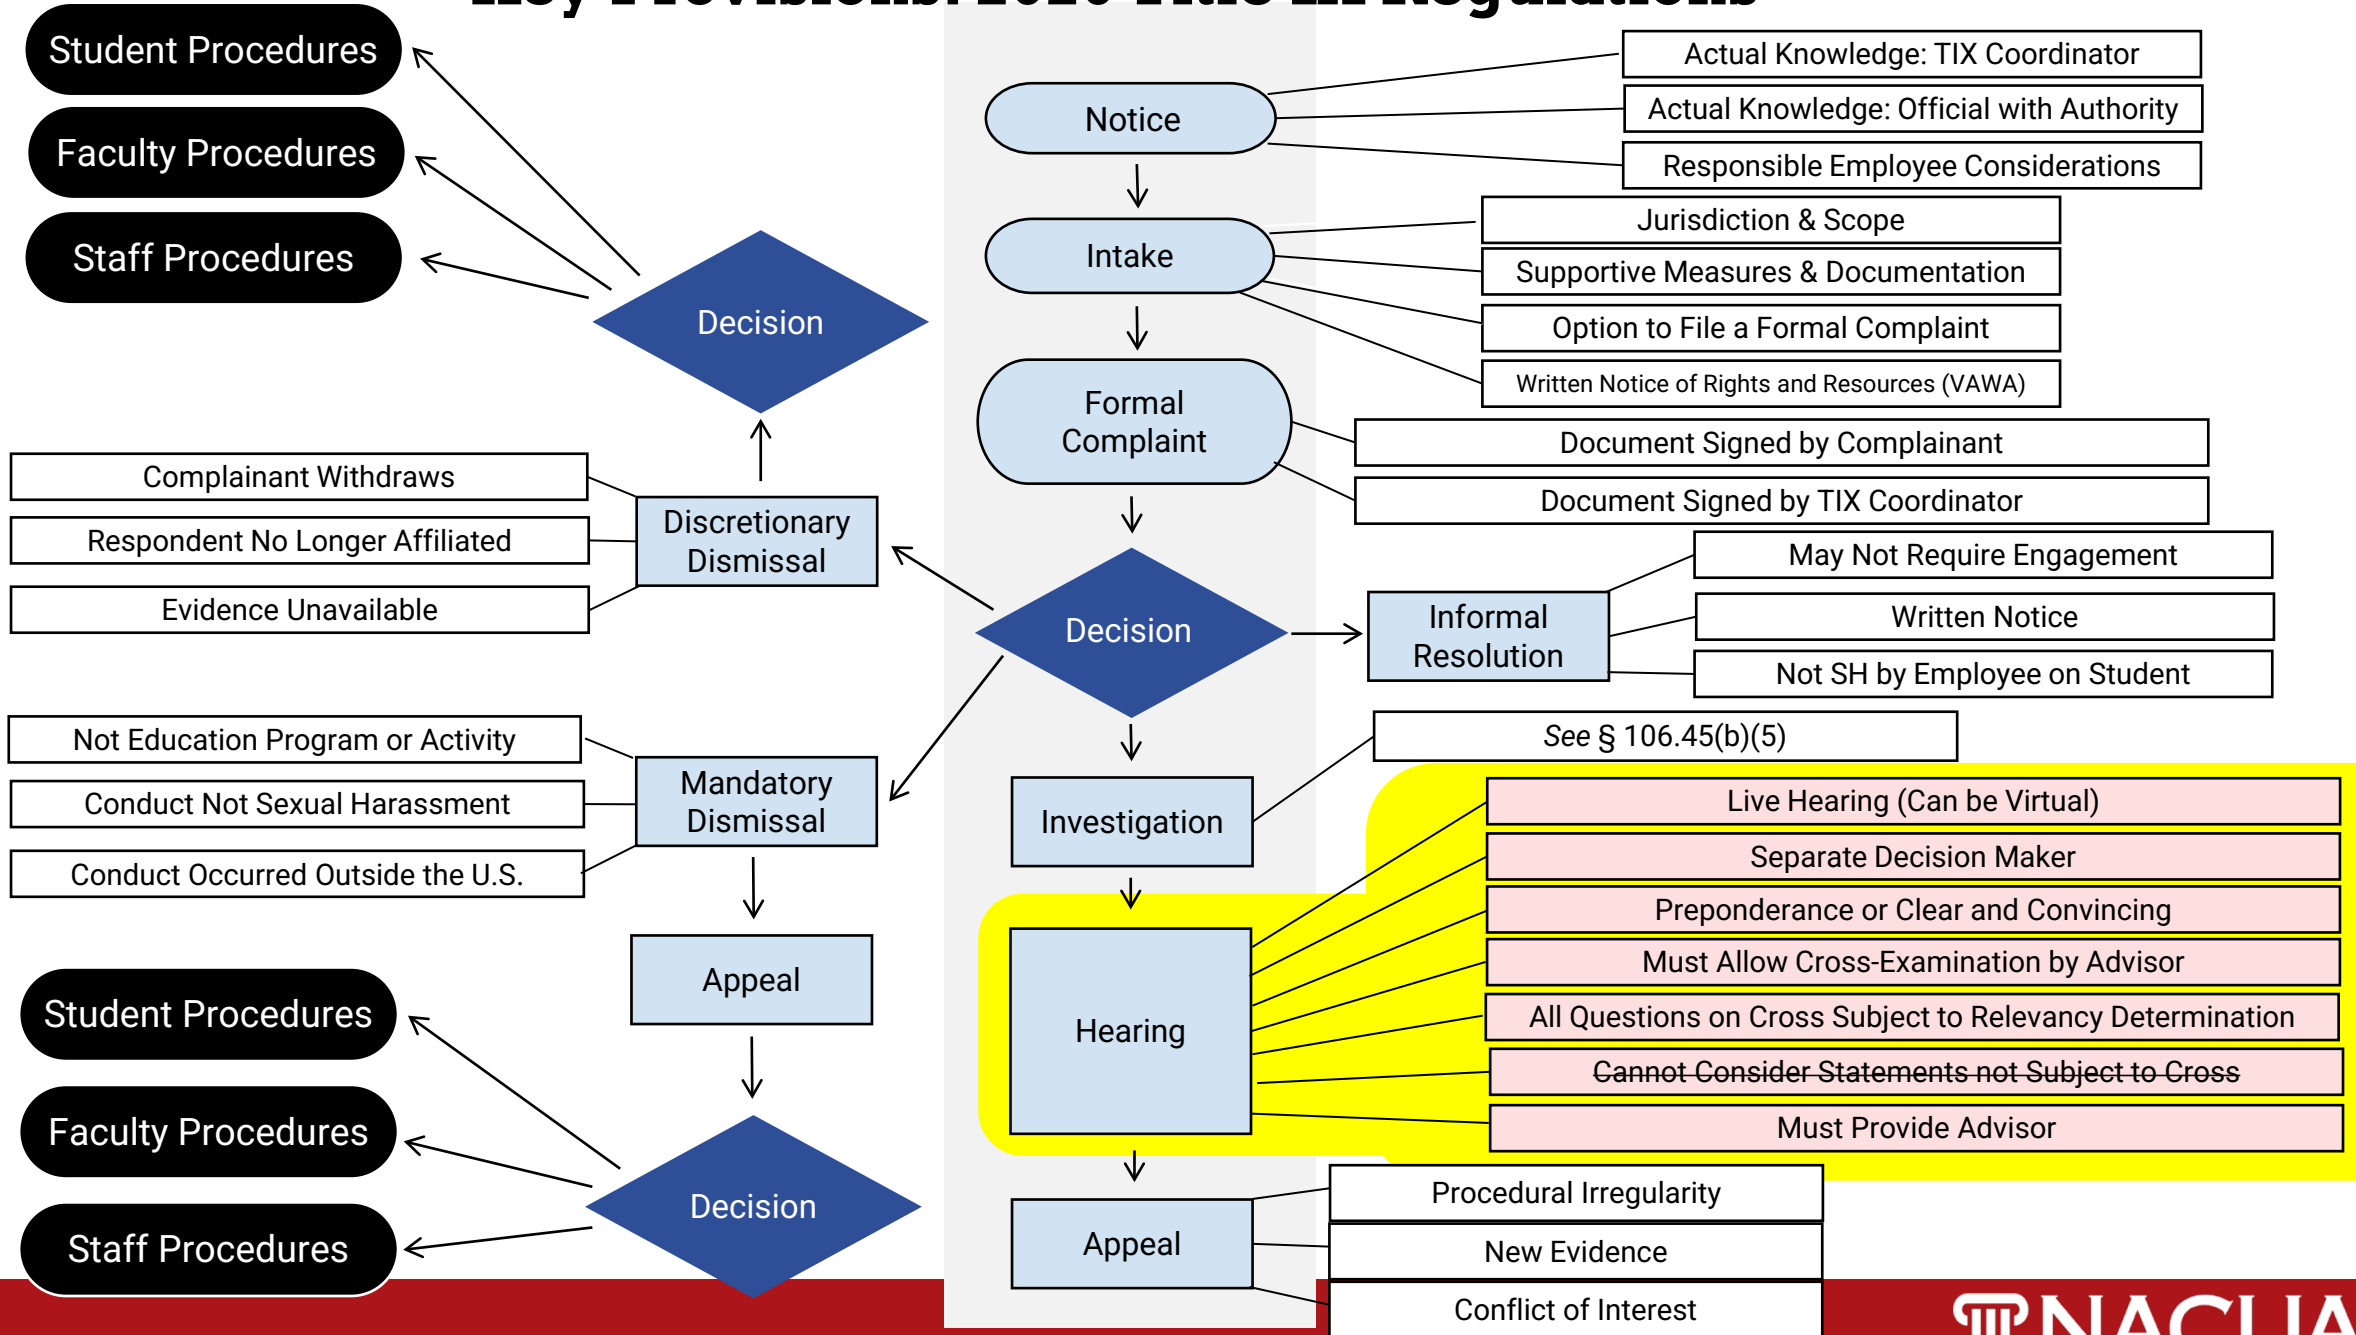 Key Provisions: 2020 Title IX Regulations
Student Procedures
Faculty Procedures
Staff Procedures
Decision
Notice
Actual Knowledge: TIX Coordinator
Actual Knowledge: Official with Authority
Responsible Employee Considerations
Intake
Jurisdiction & Scope
Supportive Measures & Documentation
Option to File a Formal Complaint
Written Notice of Rights and Resources (VAWA)
Formal
Complaint
Document Signed by Complainant
Document Signed by TIX Coordinator
Complainant Withdraws
Respondent No Longer Affiliated
Evidence Unavailable
Discretionary
Dismissal
Decision
Informal
Resolution
May Not Require Engagement
Written Notice
Not SH by Employee on Student
Not Education Program or Activity
Conduct Not Sexual Harassment
Conduct Occurred Outside the U.S.
Mandatory
Dismissal
Investigation
See § 106.45(b)(5)
Appeal
Hearing
Live Hearing (Can be Virtual)
Separate Decision Maker
Preponderance or Clear and Convincing
Must Allow Cross-Examination by Advisor
All Questions on Cross Subject to Relevancy Determination
Cannot Consider Statements not Subject to Cross
Must Provide Advisor
Student Procedures
Faculty Procedures
Staff Procedures
Decision
Appeal
Procedural Irregularity
New Evidence
Conflict of Interest
NACUA